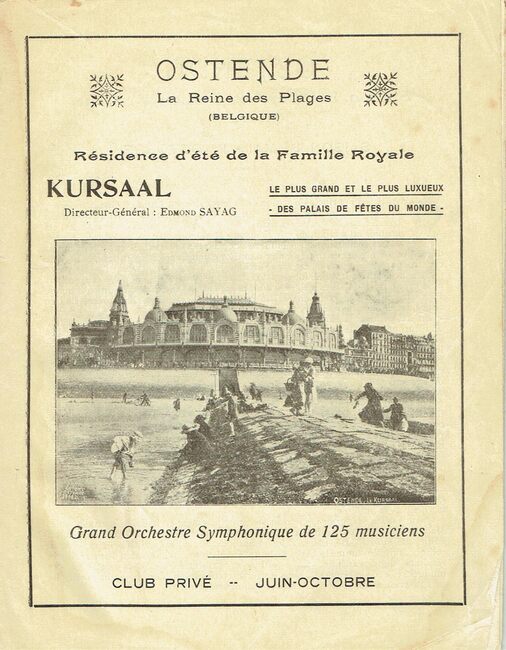 OSTENDE
La Reine des Plages
(BELGIQUE)
Résidence d'été de la Famille Royale
KURSAAL
Directeur-Général : EDMOND SAYAG
LE PLUS GRAND ET LE PLUS LUXUEUX
- DES PALAIS DE FÊTES DU MONDE -
OSTENDE. Le KURSAAL
Grand Orchestre Symphonique de 125 musiciens
CLUB PRIVÉ -- JUIN-OCTOBRE